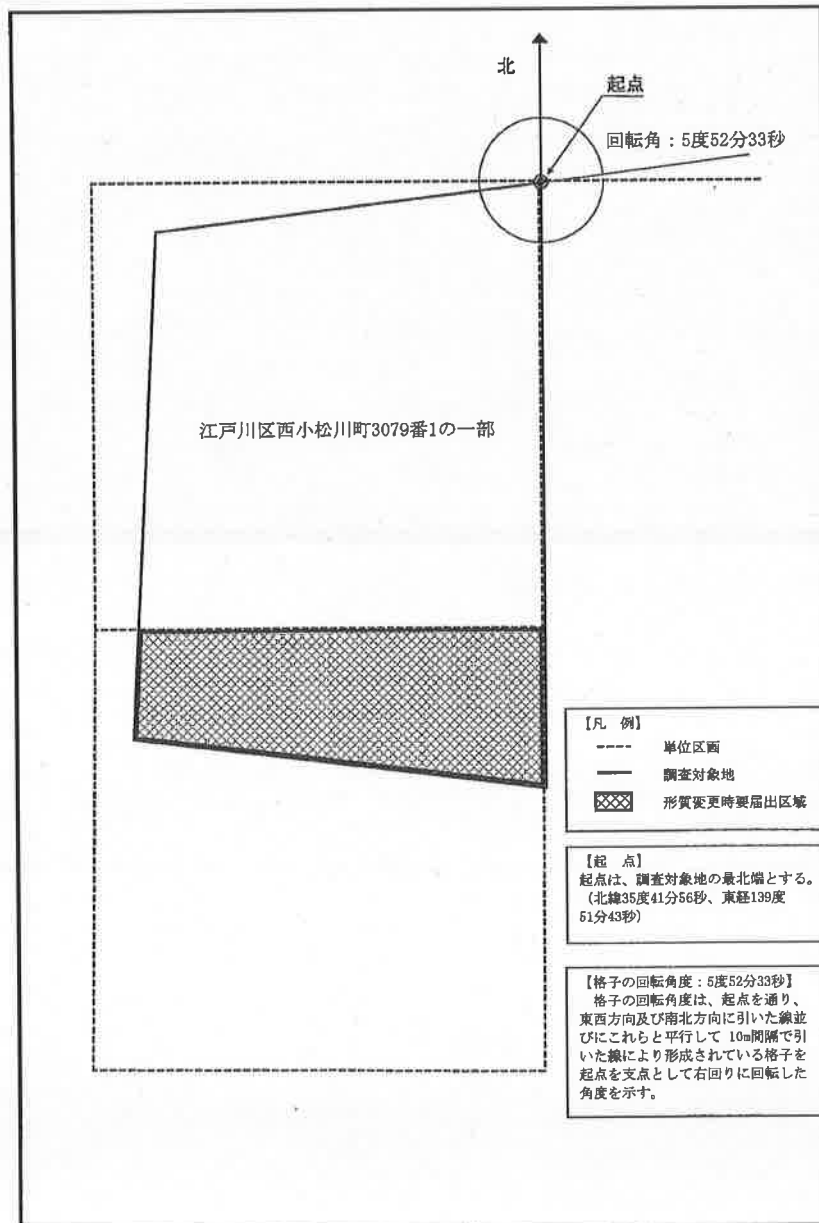 北
起点
回転角：5度52分33秒
江戸川区西小松川町3079番1の一部
【凡　例】
単位区画
調査対象地
形質変更時要届出区域
【起　点】
起点は、調査対象地の最北端とする。
（北緯35度41分56秒、東経139度
51分43秒）
【格子の回転角度：5度52分33秒】
格子の回転角度は、起点を通り、
東西方向及び南北方向に引いた線並
びにこれらと平行して 10m間隔で引
いた線により形成されている格子を
起点を支点として右回りに回転した
角度を示す。